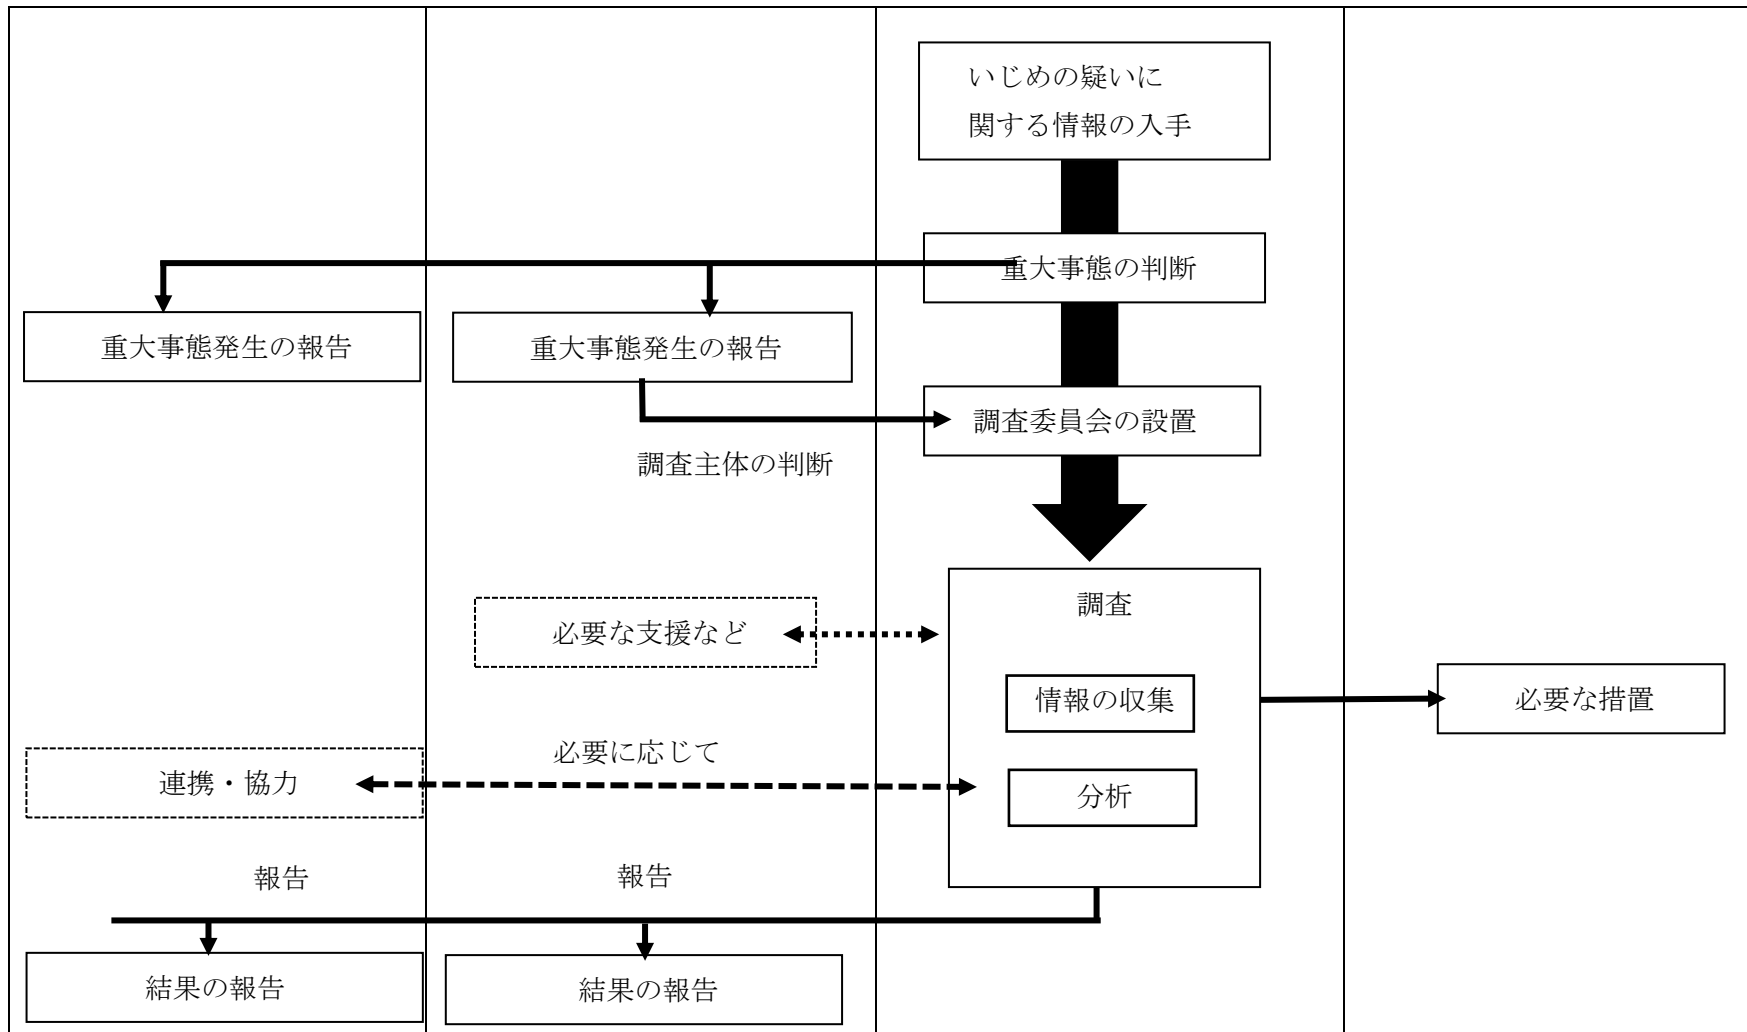 いじめの疑いに
関する情報の入手
重大事態の判断
重大事態発生の報告
重大事態発生の報告
調査委員会の設置
調査主体の判断
調査
必要な支援など
情報の収集
必要な措置
必要に応じて
連携・協力
分析
報告
報告
結果の報告
結果の報告